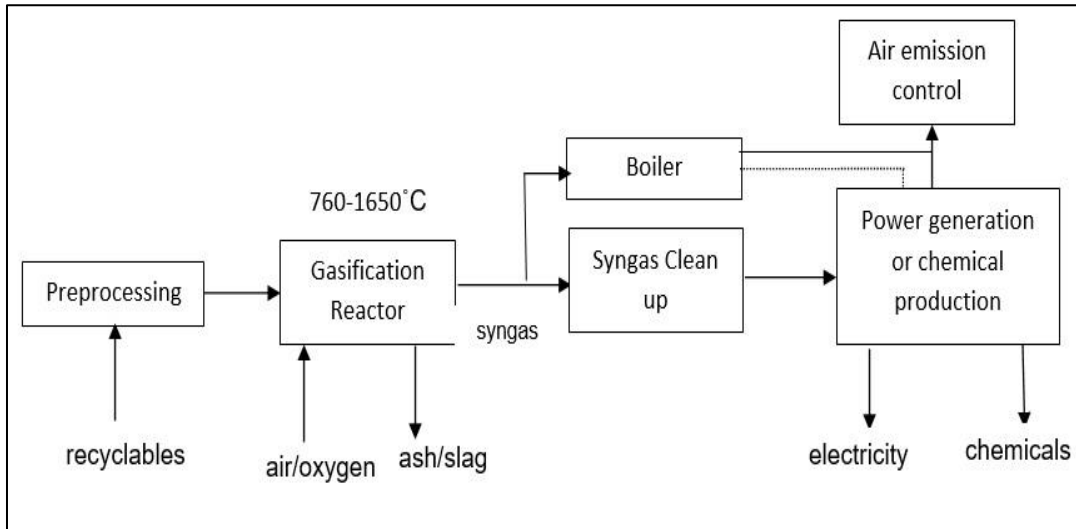 Air emission
control
Boiler
760-1650°C
Power generation
or chemical
production
Syngas Clean
up
Gasification
Reactor
Preprocessing
syngas
recyclables
air/oxygen
ash/slag
electricity
chemicals